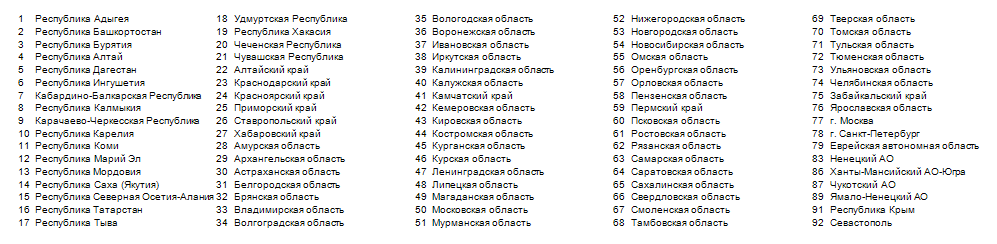 1 Республика Адыгея
2 Республика Башкортостан
3 Республика Бурятия
4 Республика Алтай
5 Республика Дагестан
6 Республика Ингушетия
7 Кабардино-Балкарская Республика
8 Республика Калмыкия
9 Карачаево-Черкесская Республика
10 Республика Карелия
11 Республика Коми
12 Республика Марий Эл
13 Республика Мордовия
14 Республика Саха (Якутия)
15 Республика Северная Осетия-Алания
16 Республика Татарстан
17 Республика Тыва
18 Удмуртская Республика
19 Республика Хакасия
20 Чеченская Республика
21 Чувашская Республика
22 Алтайский край
23 Краснодарский край
24 Красноярский край
25 Приморский край
26 Ставропольский край
27 Хабаровский край
28 Амурская область
29 Архангельская область
30 Астраханская область
31 Белгородская область
32 Брянская область
33 Владимирская область
34 Волгоградская область
35 Вологодская область
36 Воронежская область
37 Ивановская область
38 Иркутская область
39 Калининградская область
40 Калужская область
41 Камчатский край
42 Кемеровская область
43 Кировская область
44 Костромская область
45 Курганская область
46 Курская область
47 Ленинградская область
48 Липецкая область
49 Магаданская область
50 Московская область
51 Мурманская область
52 Нижегородская область
53 Новгородская область
54 Новосибирская область
55 Омская область
56 Оренбургская область
57 Орловская область
58 Пензенская область
59 Пермский край
60 Псковская область
61 Ростовская область
62 Рязанская область
63 Самарская область
64 Саратовская область
65 Сахалинская область
66 Свердловская область
67 Смоленская область
68 Тамбовская область
69 Тверская область
70 Томская область
71 Тульская область
72 Тюменская область
73 Ульяновская область
74 Челябинская область
75 Забайкальский край
76 Ярославская область
77 г. Москва
78 г. Санкт-Петербург
79 Еврейская автономная область
83 Ненецкий АО
86 Ханты-Мансийский АО-Югра
87 Чукотский АО
89 Ямало-Ненецкий АО
91 Республика Крым
92 Севастополь